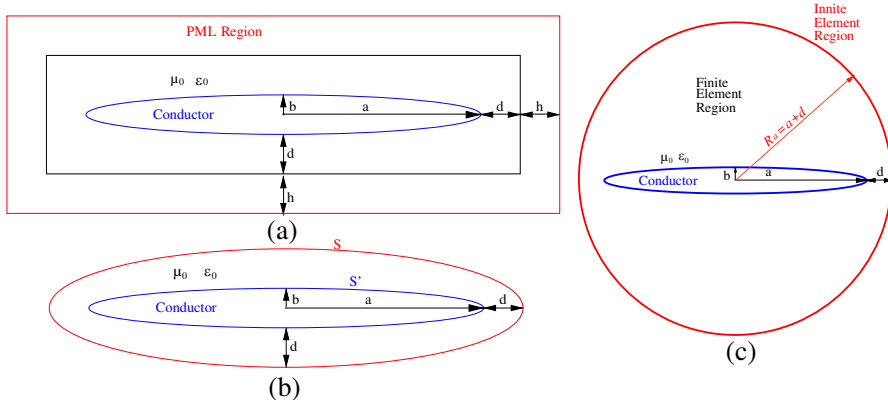 PML Region
μ₀ ε₀
Conductor
b
a
d
h
d
h
(a)
S
μ₀ ε₀
S'
Conductor
b
a
d
d
(b)
Innite
Element
Region
Finite
Element
Region
Rₐ = a+d
μ₀ ε₀
Conductor
b
a
d
(c)